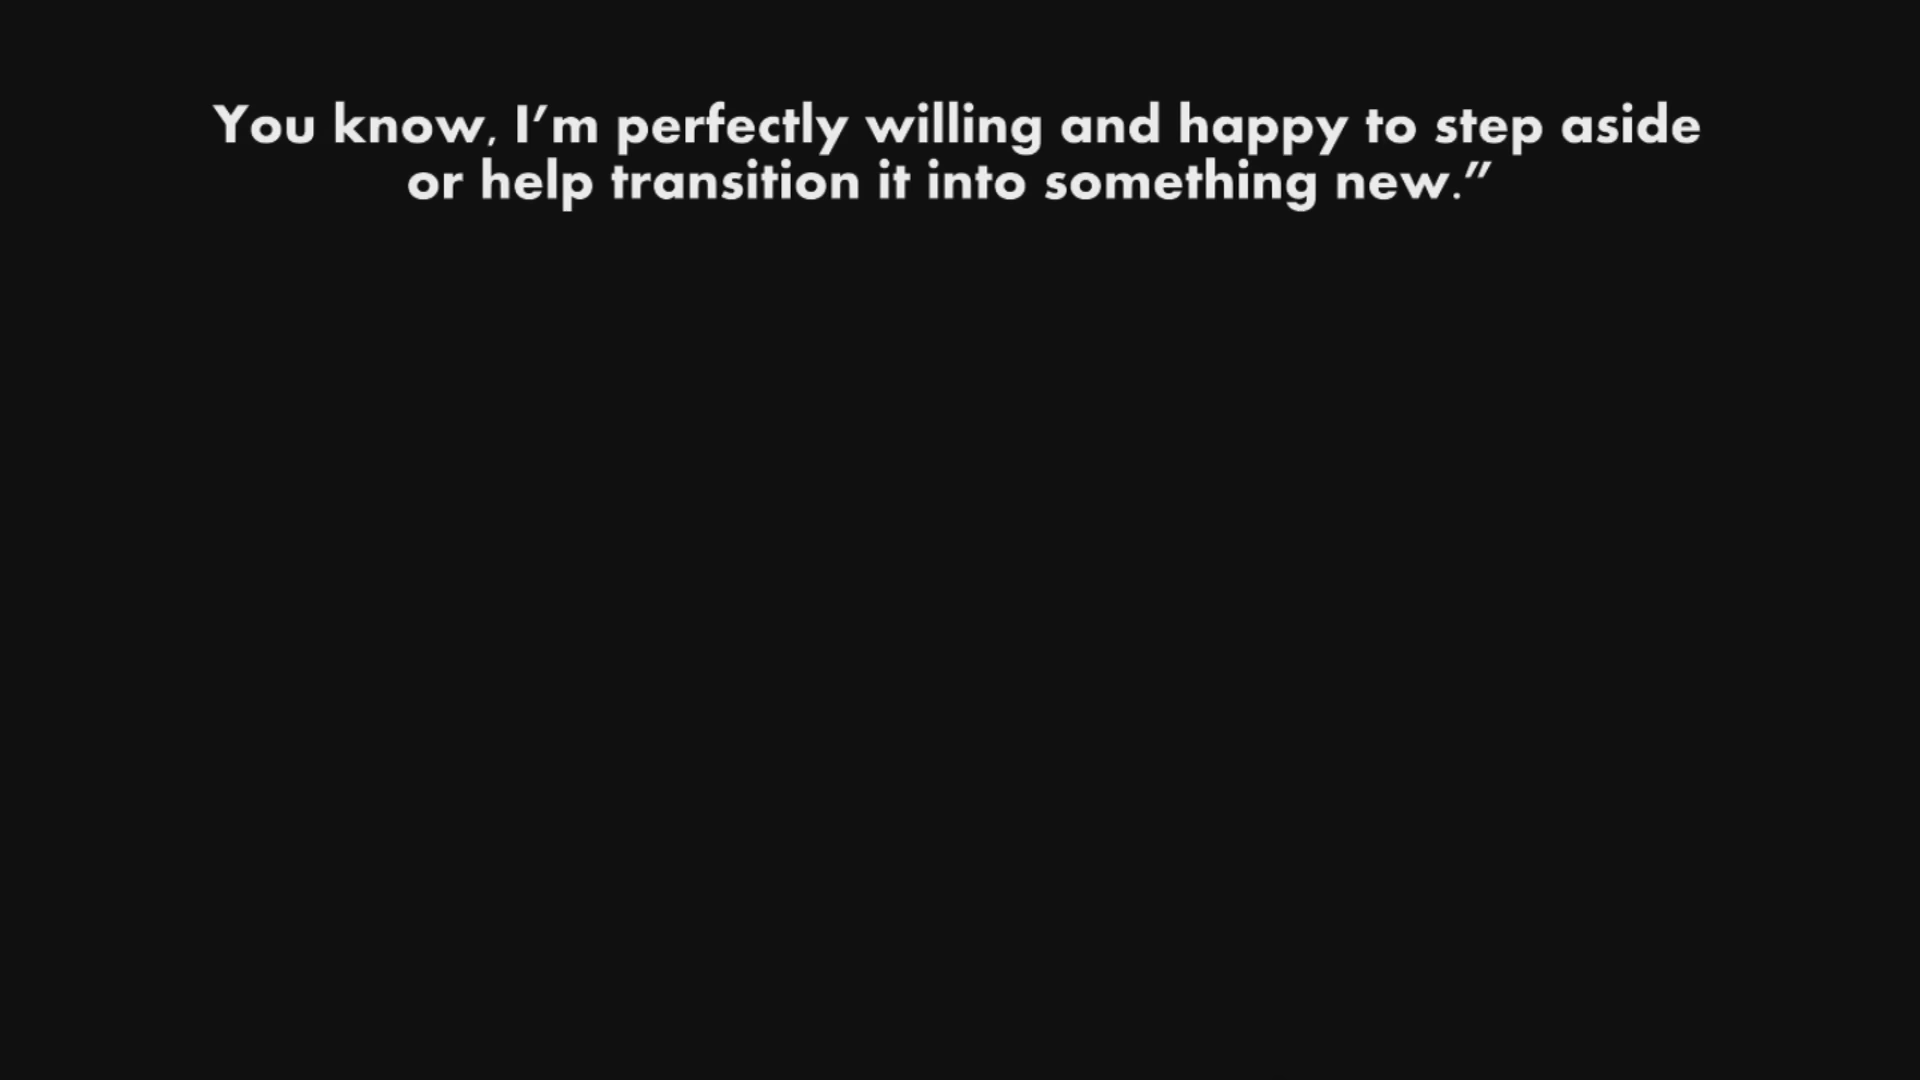 You know, I’m perfectly willing and happy to step aside
or help transition it into something new.”